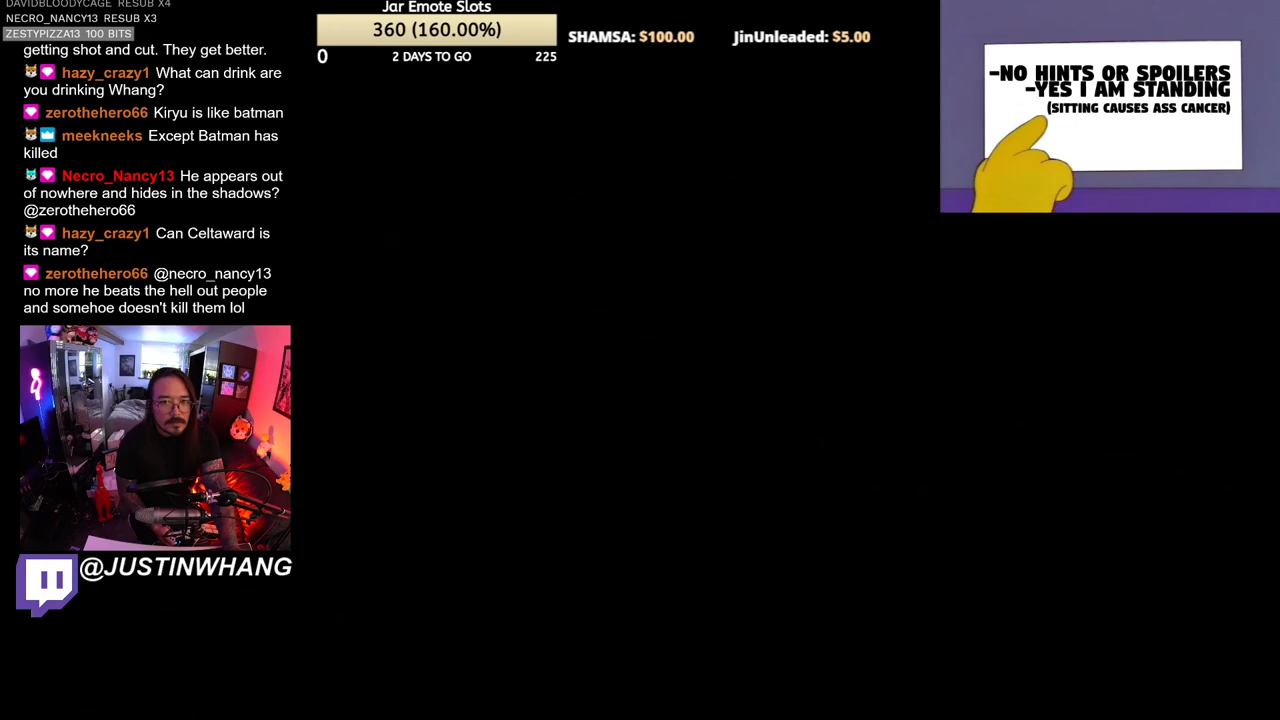 DAVIDBLOODYCAGE RESUB X4
NECRO_NANCY13 RESUB X3
ZESTYPIZZA13 100 BITS
getting shot and cut. They get better.
hazy_crazy1 What can drink are
you drinking Whang?
zerothehero66 Kiryu is like batman
meekneeks Except Batman has
killed
Necro_Nancy13 He appears out
of nowhere and hides in the shadows?
@zerothehero66
hazy_crazy1 Can Celtaward is
its name?
zerothehero66 @necro_nancy13
no more he beats the hell out people
and somehoe doesn't kill them lol
@JUSTINWHANG
Jar Emote Slots
360 (160.00%)
0 2 DAYS TO GO 225
SHAMSA: $100.00 JinUnleaded: $5.00
-NO HINTS OR SPOILERS
-YES I AM STANDING
(SITTING CAUSES ASS CANCER)